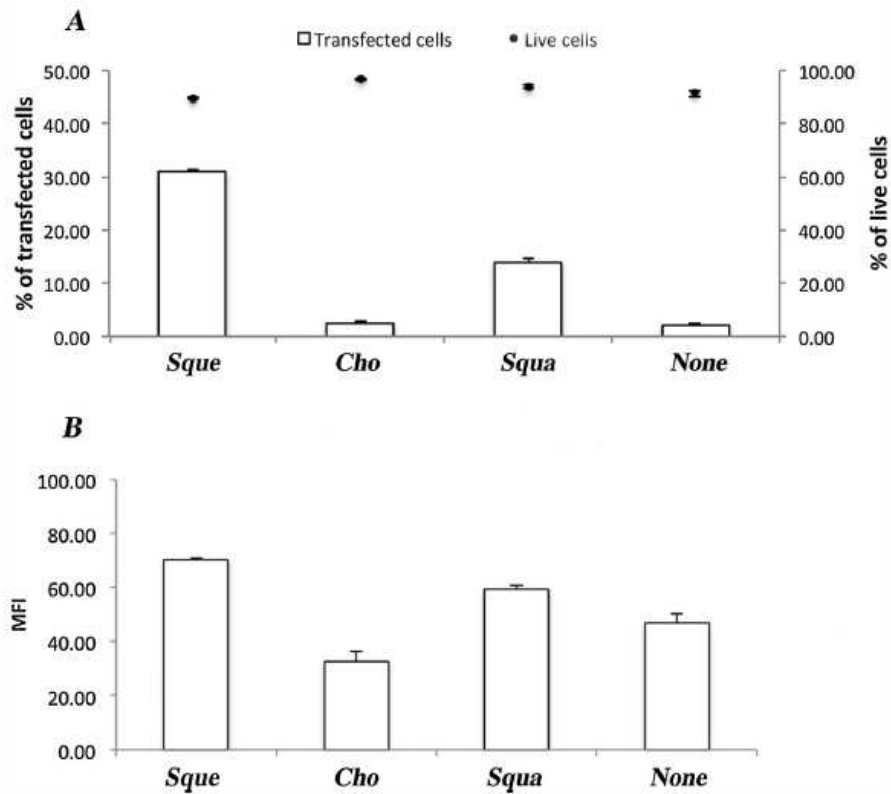 A
Transfected cells Live cells
50.00 100.00
40.00 80.00
30.00 60.00
20.00 40.00
10.00 20.00
0.00 0.00
% of transfected cells
% of live cells
Sque Cho Squa None
B
100.00
80.00
60.00
40.00
20.00
0.00
MFI
Sque Cho Squa None